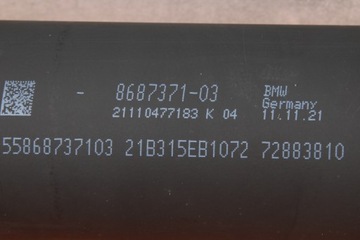 - 8687371-03 BMW
Germany
21110477183 K 04 11.11.21
55868737103 21B315EB1072 72883810